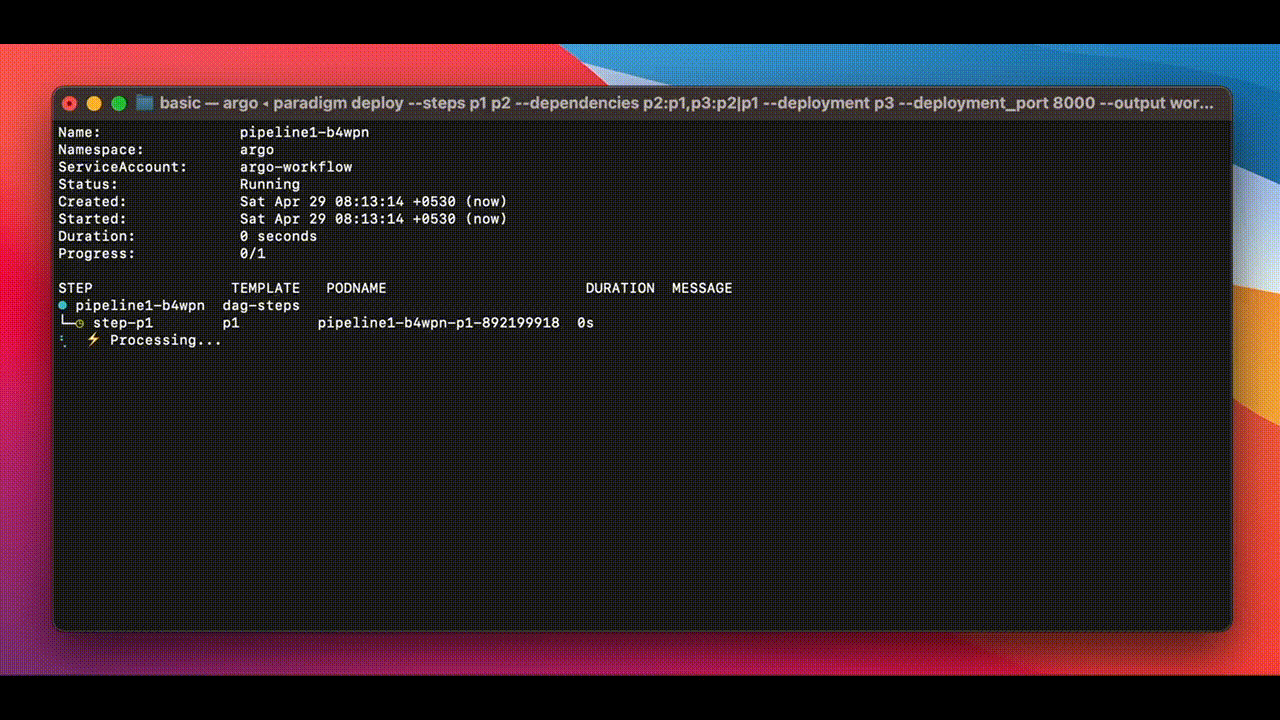 basic — argo ◂ paradigm deploy --steps p1 p2 --dependencies p2:p1,p3:p2|p1 --deployment p3 --deployment_port 8000 --output wor...
Name: pipeline1-b4wpn
Namespace: argo
ServiceAccount: argo-workflow
Status: Running
Created: Sat Apr 29 08:13:14 +0530 (now)
Started: Sat Apr 29 08:13:14 +0530 (now)
Duration: 0 seconds
Progress: 0/1
STEP TEMPLATE PODNAME DURATION MESSAGE
● pipeline1-b4wpn dag-steps
└─◷ step-p1 p1 pipeline1-b4wpn-p1-892199918 0s
⚡ Processing...